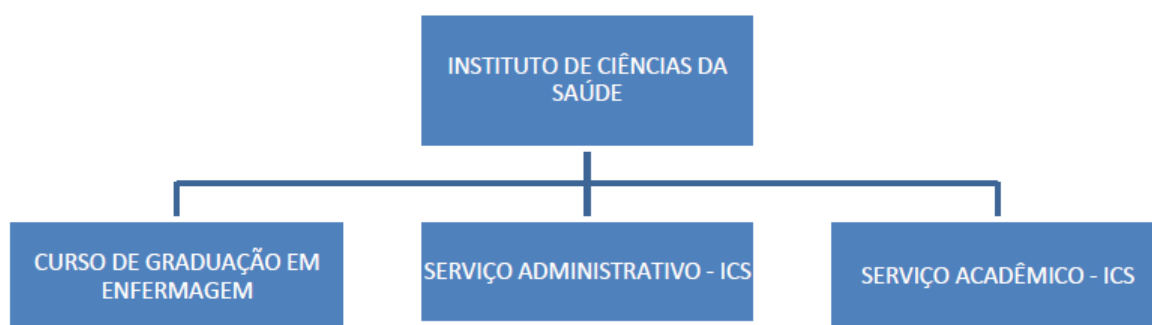 INSTITUTO DE CIÊNCIAS DA
SAÚDE
CURSO DE GRADUAÇÃO EM
ENFERMAGEM
SERVIÇO ADMINISTRATIVO - ICS
SERVIÇO ACADÊMICO - ICS